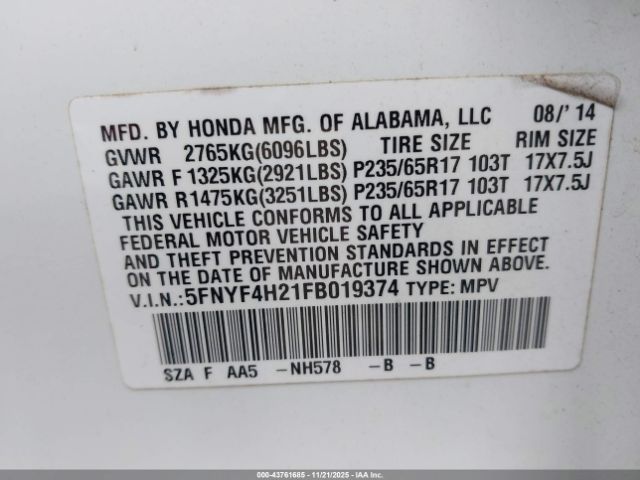 MFD. BY HONDA MFG. OF ALABAMA, LLC 08/' 14
GVWR 2765KG(6096LBS) TIRE SIZE RIM SIZE
GAWR F 1325KG(2921LBS) P235/65R17 103T 17X7.5J
GAWR R1475KG(3251LBS) P235/65R17 103T 17X7.5J
THIS VEHICLE CONFORMS TO ALL APPLICABLE
FEDERAL MOTOR VEHICLE SAFETY
AND THEFT PREVENTION STANDARDS IN EFFECT
ON THE DATE OF MANUFACTURE SHOWN ABOVE.
V.I.N.:5FNYF4H21FB019374 TYPE: MPV
SZA F AA5 -NH578 -B -B
000-43761685 - 11/21/2025 - IAA Inc.